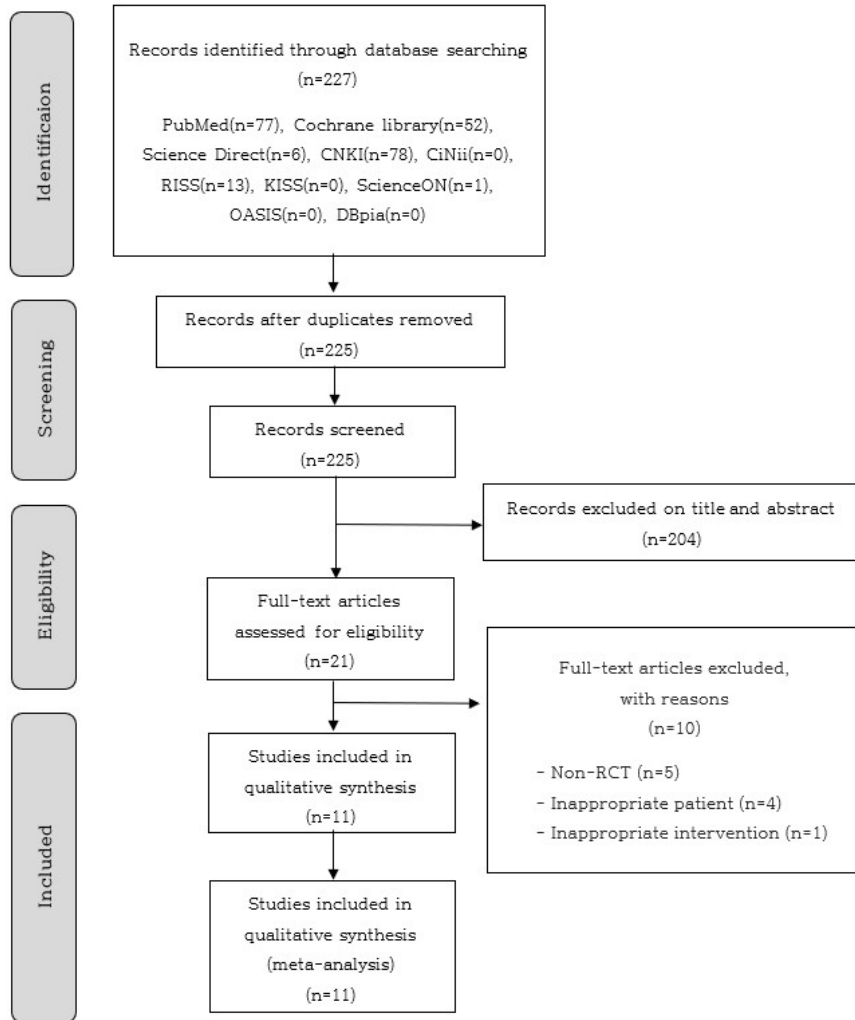 Identificaion
Records identified through database searching
(n=227)
PubMed(n=77), Cochrane library(n=52),
Science Direct(n=6), CNKI(n=78), CiNii(n=0),
RISS(n=13), KISS(n=0), ScienceON(n=1),
OASIS(n=0), DBpia(n=0)
Screening
Records after duplicates removed
(n=225)
Records screened
(n=225)
Records excluded on title and abstract
(n=204)
Eligibility
Full-text articles
assessed for eligibility
(n=21)
Full-text articles excluded,
with reasons
(n=10)
- Non-RCT (n=5)
- Inappropriate patient (n=4)
- Inappropriate intervention (n=1)
Included
Studies included in
qualitative synthesis
(n=11)
Studies included in
qualitative synthesis
(meta-analysis)
(n=11)